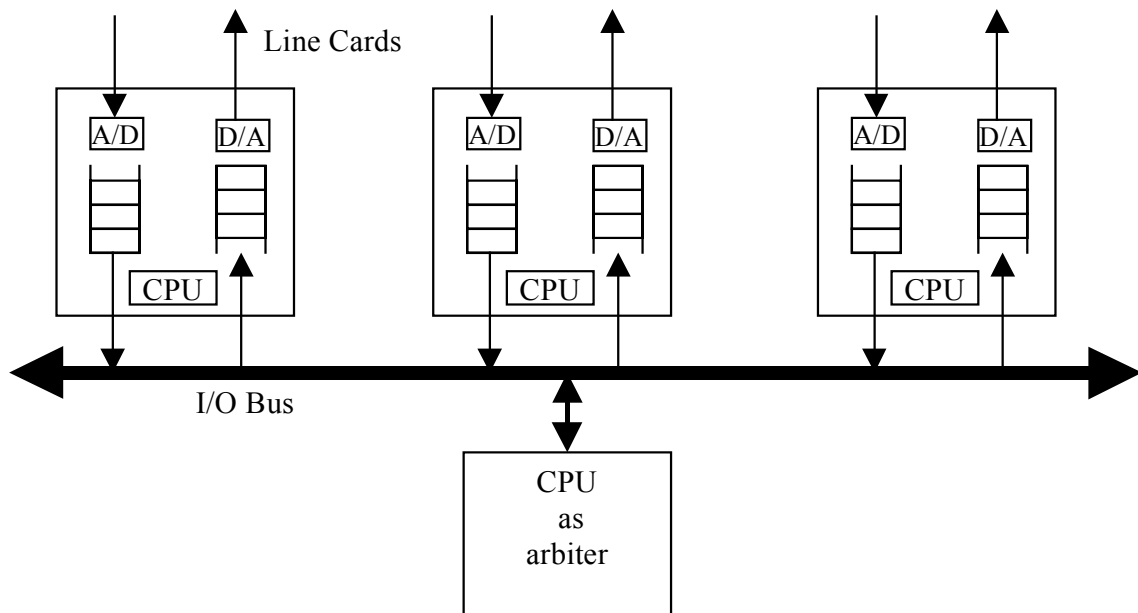 Line Cards
A/D D/A
A/D D/A
A/D D/A
CPU
CPU
CPU
I/O Bus
CPU
as
arbiter